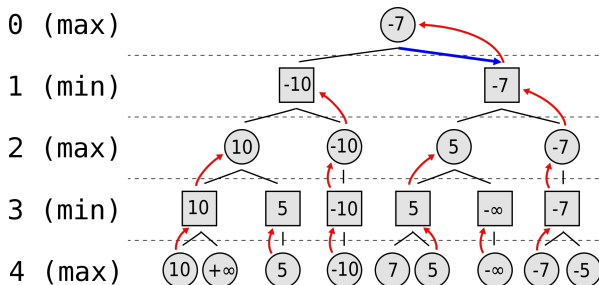 0 (max) -7
1 (min) -10 -7
2 (max) 10 -10 5 -7
3 (min) 10 5 -10 5 -∞ -7
4 (max) 10 +∞ 5 -10 7 5 -∞ -7 -5